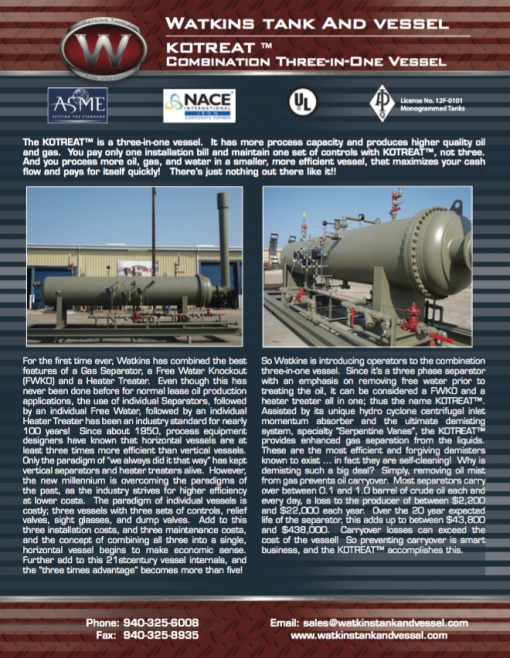 WATKINS TANK
W
AND VESSEL
WATKINS TANK AND VESSEL
KOTREAT ™
COMBINATION THREE-IN-ONE VESSEL
ASME
SETTING THE STANDARD
NACE
INTERNATIONAL
CORPORATE MEMBER
UL
API
License No. 12F-0101
Monogrammed Tanks
The KOTREAT™ is a three-in-one vessel. It has more process capacity and produces higher quality oil
and gas. You pay only one installation bill and maintain one set of controls with KOTREAT™, not three.
And you process more oil, gas, and water in a smaller, more efficient vessel, that maximizes your cash
flow and pays for itself quickly! There's just nothing out there like it!!
For the first time ever, Watkins has combined the best
features of a Gas Separator, a Free Water Knockout
(FWKO) and a Heater Treater. Even though this has
never been done before for normal lease oil production
applications, the use of individual Separators, followed
by an individual Free Water, followed by an individual
Heater Treater has been an industry standard for nearly
100 years! Since about 1950, process equipment
designers have known that horizontal vessels are at
least three times more efficient than vertical vessels.
Only the paradigm of "we always did it that way" has kept
vertical separators and heater treaters alive. However,
the new millennium is overcoming the paradigms of
the past, as the industry strives for higher efficiency
at lower costs. The paradigm of individual vessels is
costly; three vessels with three sets of controls, relief
valves, sight glasses, and dump valves. Add to this
three installation costs, and three maintenance costs,
and the concept of combining all three into a single,
horizontal vessel begins to make economic sense.
Further add to this 21stcentury vessel internals, and
the "three times advantage" becomes more than five!
So Watkins is introducing operators to the combination
three-in-one vessel. Since it's a three phase separator
with an emphasis on removing free water prior to
treating the oil, it can be considered a FWKO and a
heater treater all in one; thus the name KOTREAT™.
Assisted by its unique hydro cyclone centrifugal inlet
momentum absorber and the ultimate demisting
system, specialty "Serpentine Vanes", the KOTREAT™
provides enhanced gas separation from the liquids.
These are the most efficient and forgiving demisters
known to exist ... in fact they are self-cleaning! Why is
demisting such a big deal? Simply, removing oil mist
from gas prevents oil carryover. Most separators carry
over between 0.1 and 1.0 barrel of crude oil each and
every day, a loss to the producer of between $2,200
and $22,000 each year. Over the 20 year expected
life of the separator; this adds up to between $43,800
and $438,000. Carryover losses can exceed the
cost of the vessel! So preventing carryover is smart
business, and the KOTREAT™ accomplishes this.
Phone: 940-325-6008
Fax: 940-325-8935
Email: sales@watkinstankandvessel.com
www.watkinstankandvessel.com